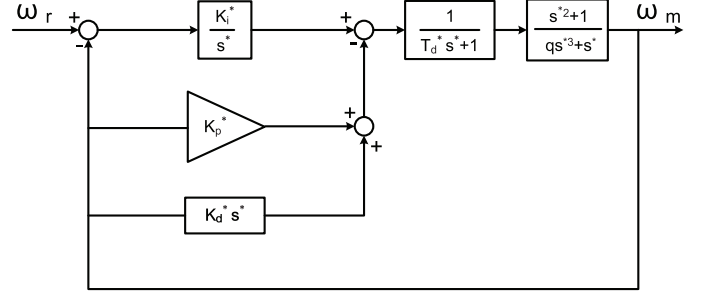 ω r
+
-
K_i^*
s^*
+
-
1
T_d^* s^*+1
s^{*2}+1
qs^{*3}+s^*
ω m
K_p^*
+
+
K_d^* s^*